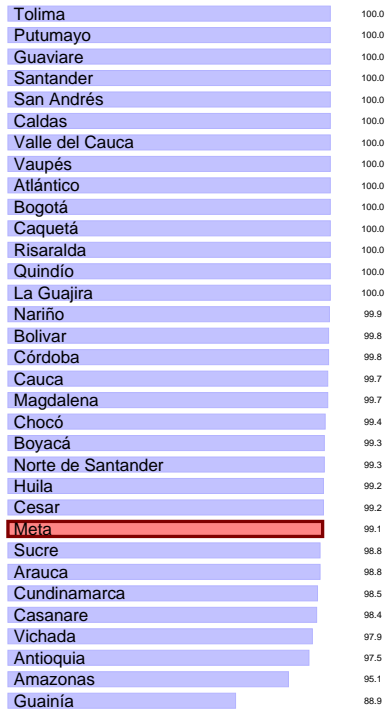 Tolima 100.0
Putumayo 100.0
Guaviare 100.0
Santander 100.0
San Andrés 100.0
Caldas 100.0
Valle del Cauca 100.0
Vaupés 100.0
Atlántico 100.0
Bogotá 100.0
Caquetá 100.0
Risaralda 100.0
Quindío 100.0
La Guajira 100.0
Nariño 99.9
Bolivar 99.8
Córdoba 99.8
Cauca 99.7
Magdalena 99.7
Chocó 99.4
Boyacá 99.3
Norte de Santander 99.3
Huila 99.2
Cesar 99.2
Meta 99.1
Sucre 98.8
Arauca 98.8
Cundinamarca 98.5
Casanare 98.4
Vichada 97.9
Antioquia 97.5
Amazonas 95.1
Guainía 88.9